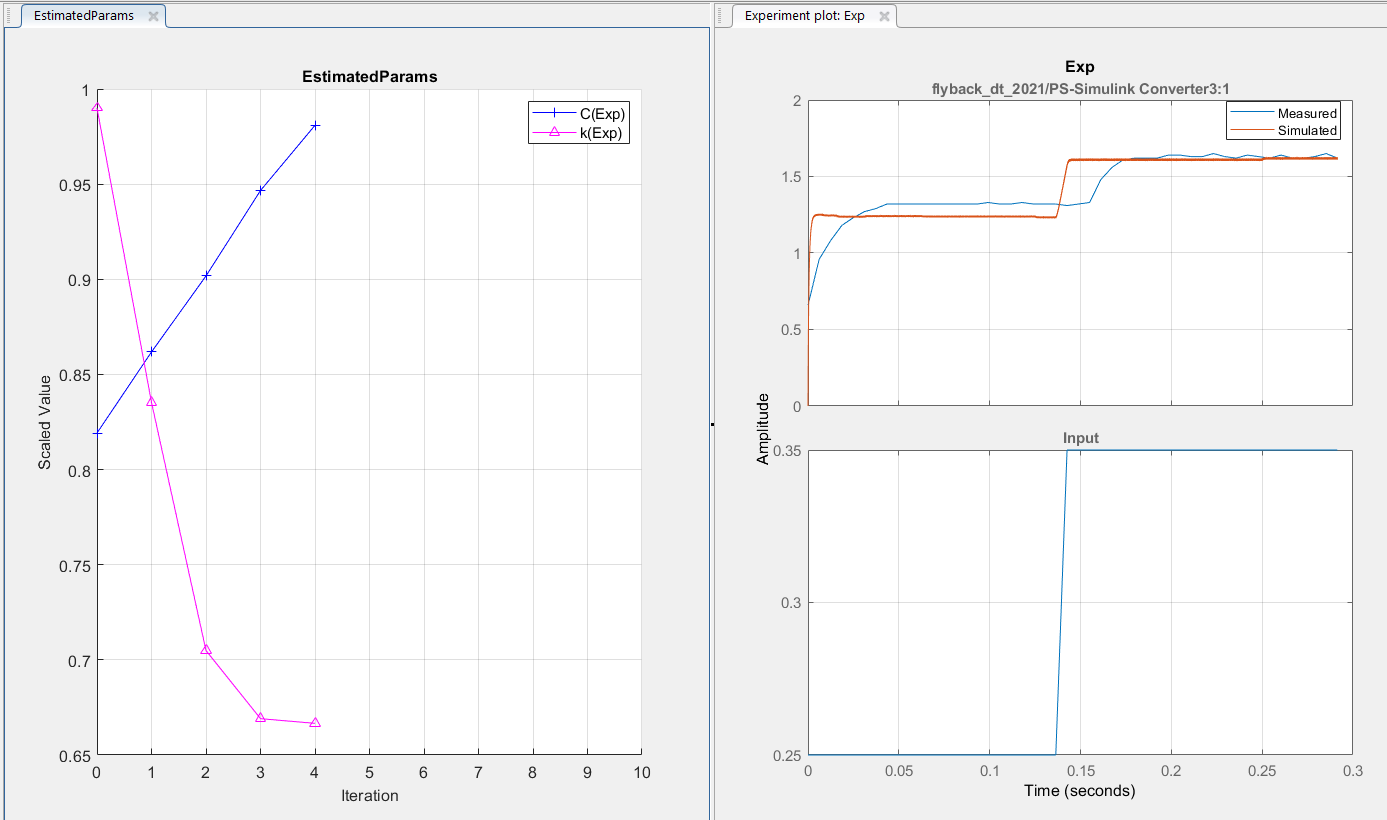 EstimatedParams
Experiment plot: Exp
EstimatedParams
C(Exp)
k(Exp)
1
0.95
0.9
0.85
0.8
0.75
0.7
0.65
Scaled Value
0 1 2 3 4 5 6 7 8 9 10
Iteration
Exp
flyback_dt_2021/PS-Simulink Converter3:1
Measured
Simulated
2
1.5
1
0.5
0
Amplitude
Input
0.35
0.3
0.25
0 0.05 0.1 0.15 0.2 0.25 0.3
Time (seconds)